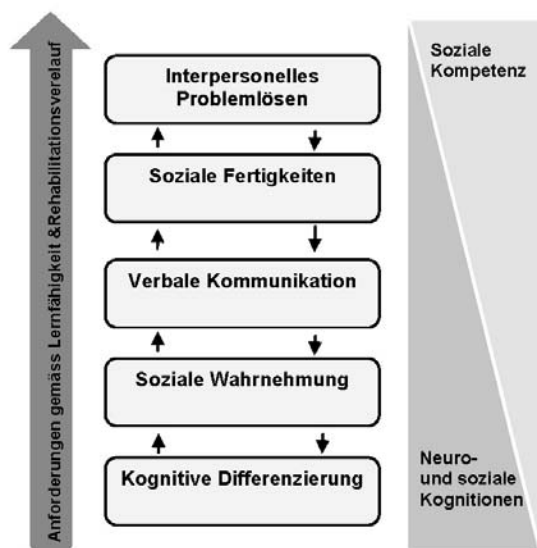 Anforderungen gemäss Lernfähigkeit &Rehabilitationsverelauf
Interpersonelles
Problemlösen
Soziale Fertigkeiten
Verbale Kommunikation
Soziale Wahrnehmung
Kognitive Differenzierung
Soziale
Kompetenz
Neuro-
und soziale
Kognitionen